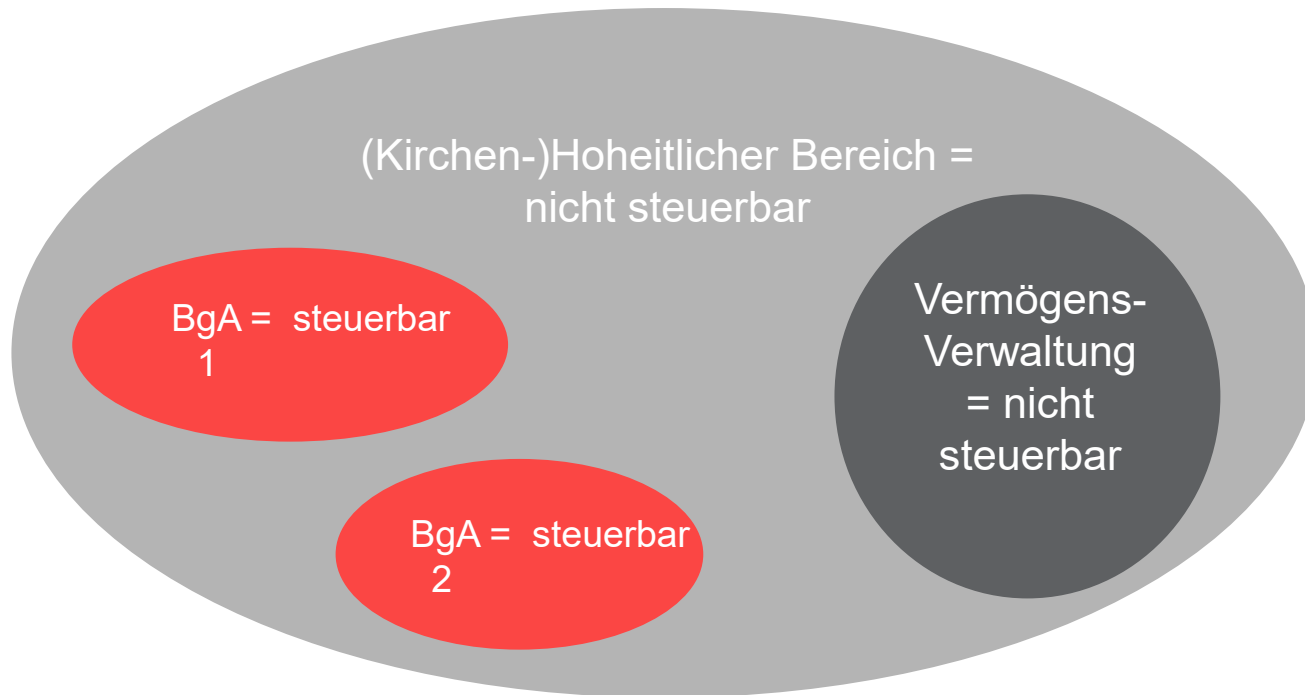 (Kirchen-)Hoheitlicher Bereich =
nicht steuerbar
BgA =  steuerbar
1
BgA =  steuerbar
2
Vermögens-
Verwaltung
= nicht
steuerbar